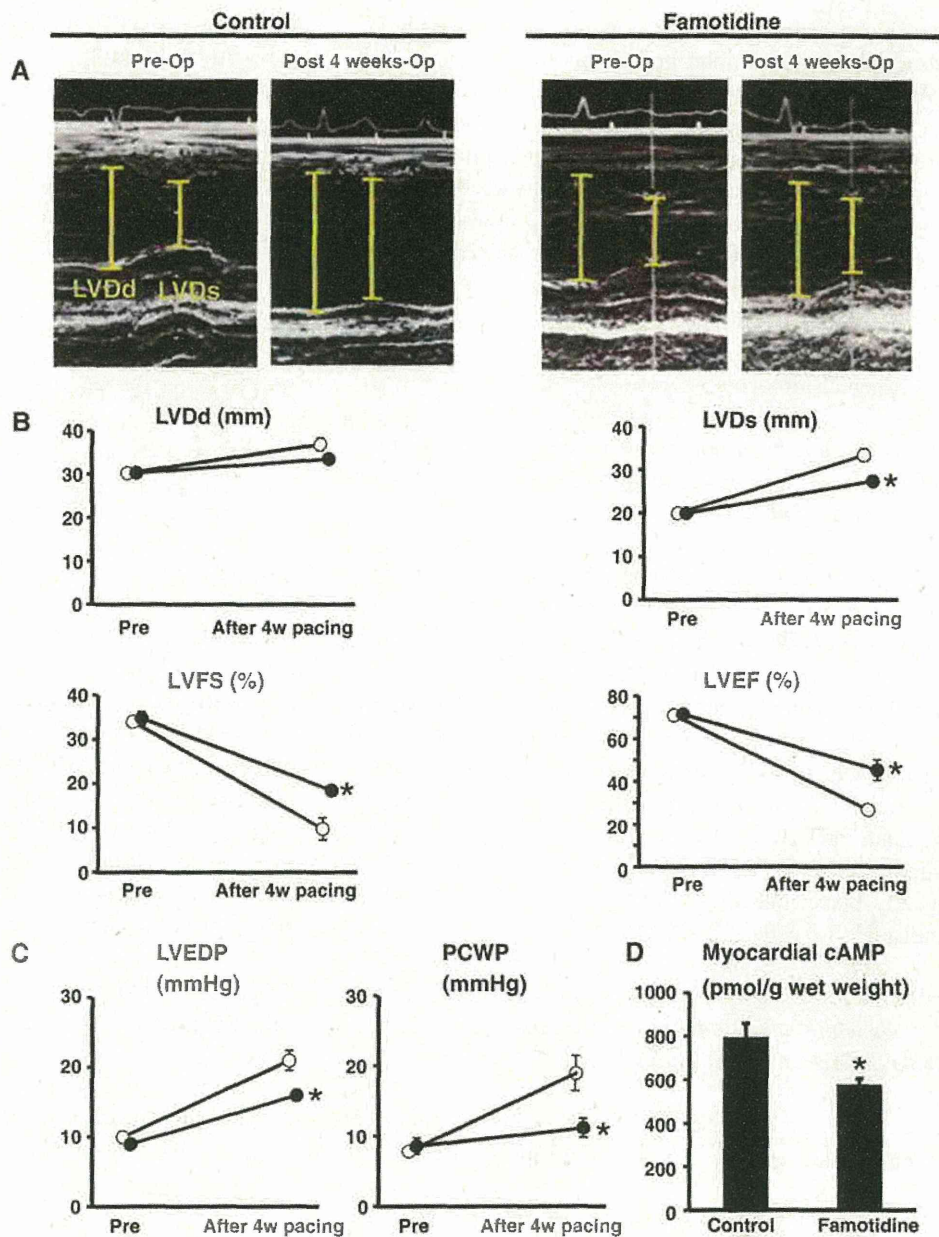 Control
Famotidine
A
Pre-Op
Post 4 weeks-Op
Pre-Op
Post 4 weeks-Op
LVDd
LVDs
B
LVDd (mm)
40
30
20
10
0
Pre
After 4w pacing
LVDs (mm)
40
30
20
10
0
Pre
After 4w pacing
LVFS (%)
40
30
20
10
0
Pre
After 4w pacing
LVEF (%)
80
70
60
40
20
0
Pre
After 4w pacing
*
*
*
C
LVEDP
(mmHg)
30
20
10
0
Pre
After 4w pacing
*
PCWP
(mmHg)
30
20
10
0
Pre
After 4w pacing
*
D
Myocardial cAMP
(pmol/g wet weight)
1000
800
600
400
200
0
*
Control
Famotidine